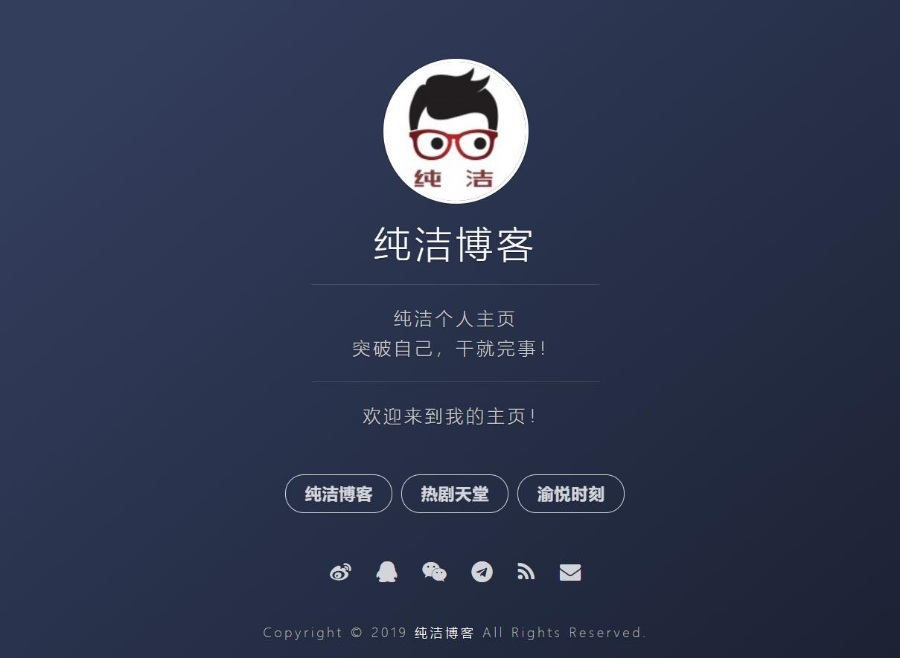 纯 洁
纯洁博客
纯洁个人主页
突破自己，干就完事！
欢迎来到我的主页！
纯洁博客 热剧天堂 渝悦时刻
Copyright © 2019 纯洁博客 All Rights Reserved.